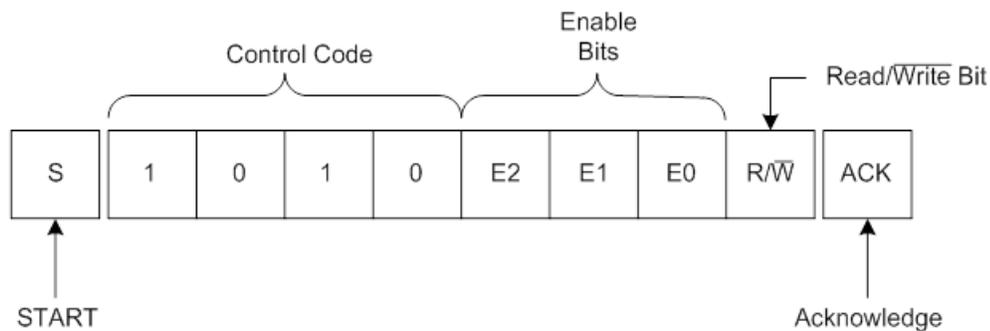 Enable
Bits
Control Code
Read/Write Bit
S 1 0 1 0 E2 E1 E0 R/W ACK
START
Acknowledge